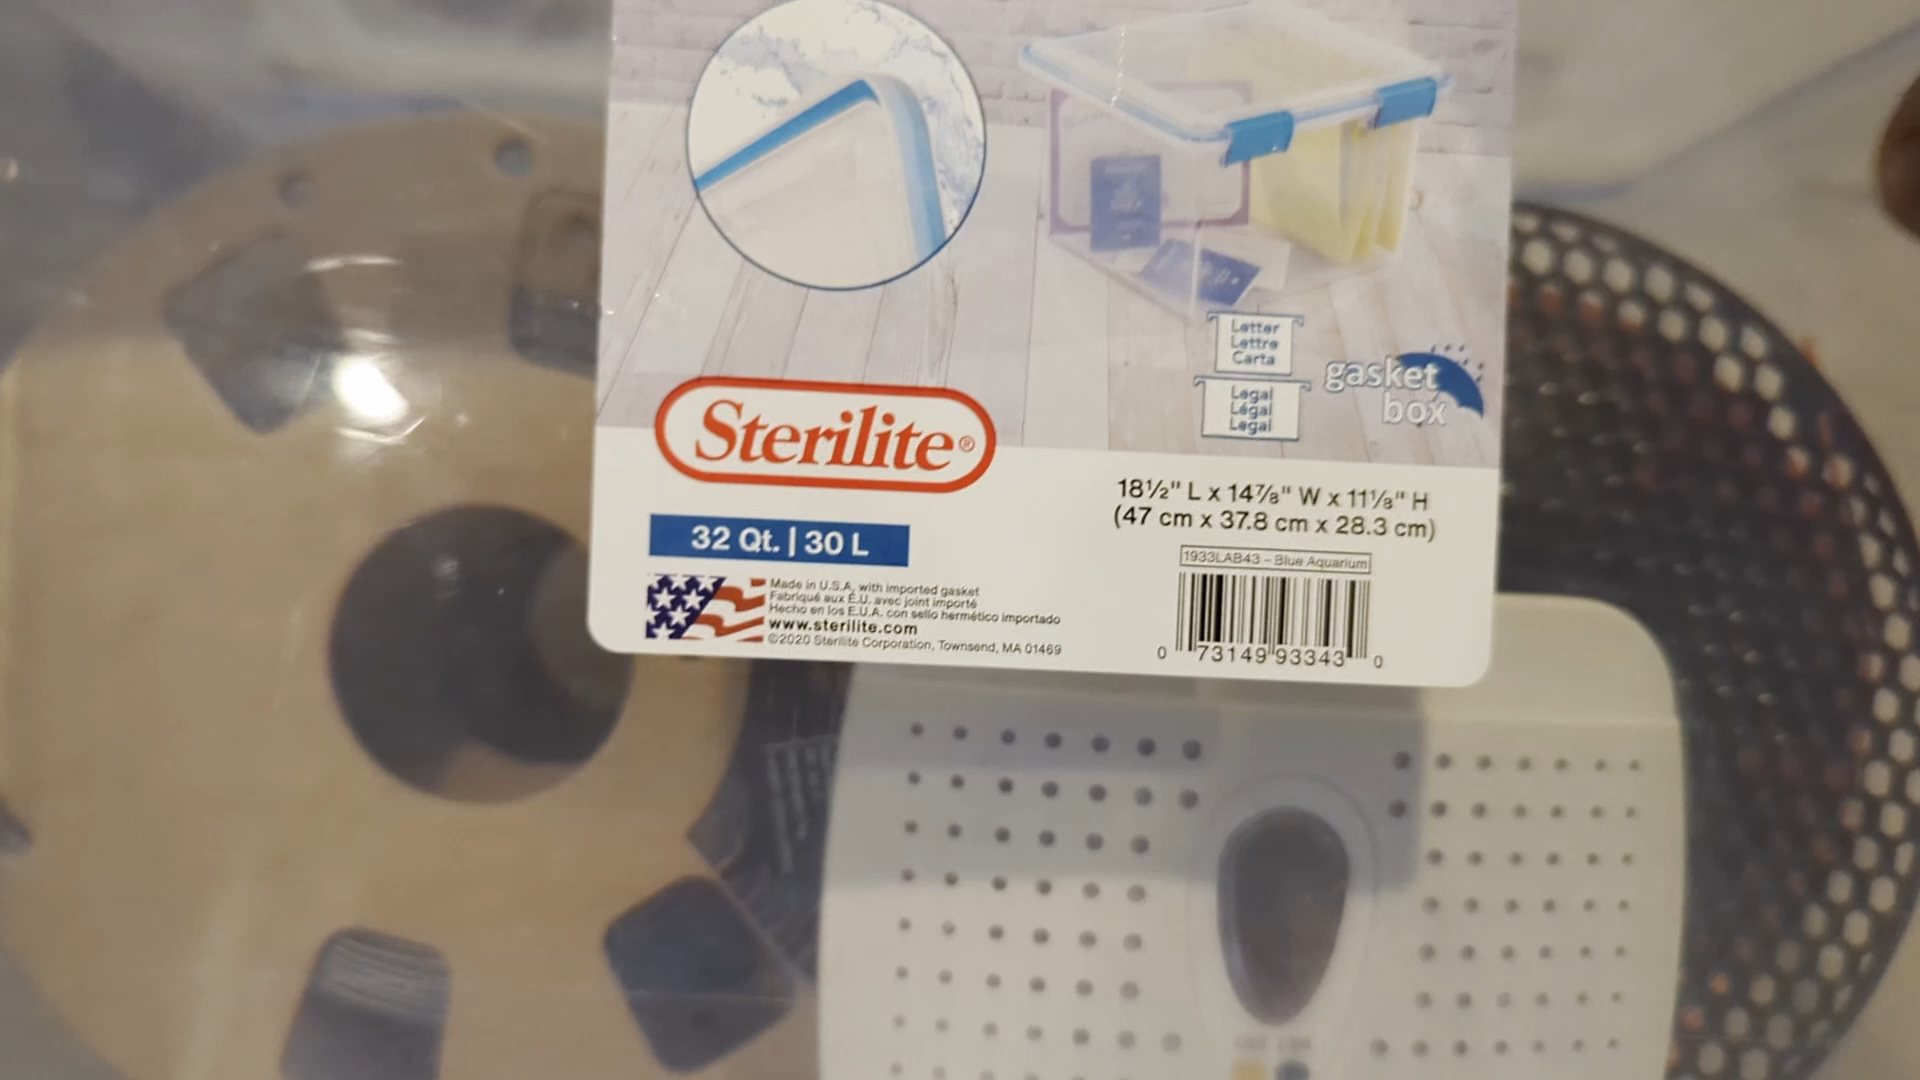 Letter
Lettre
Carta
Legal
Légal
Legal
gasket
box
Sterilite®
18½" L x 14⅞" W x 11⅛" H
(47 cm x 37.8 cm x 28.3 cm)
32 Qt. | 30 L
1933LAB43 – Blue Aquarium
Made in U.S.A. with imported gasket
Fabriqué aux É.U. avec joint importé
Hecho en los E.U.A. con sello hermético importado
www.sterilite.com
©2020 Sterilite Corporation, Townsend, MA 01469
0 73149 93343 0